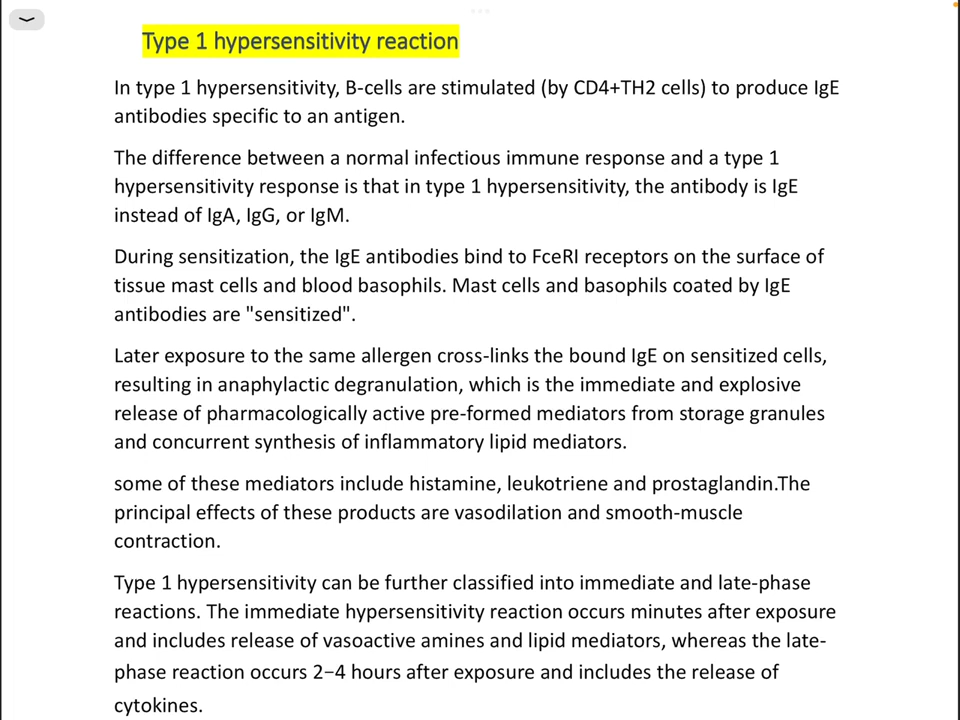 Type 1 hypersensitivity reaction
In type 1 hypersensitivity, B-cells are stimulated (by CD4+TH2 cells) to produce IgE
antibodies specific to an antigen.
The difference between a normal infectious immune response and a type 1
hypersensitivity response is that in type 1 hypersensitivity, the antibody is IgE
instead of IgA, IgG, or IgM.
During sensitization, the IgE antibodies bind to FceRI receptors on the surface of
tissue mast cells and blood basophils. Mast cells and basophils coated by IgE
antibodies are "sensitized".
Later exposure to the same allergen cross-links the bound IgE on sensitized cells,
resulting in anaphylactic degranulation, which is the immediate and explosive
release of pharmacologically active pre-formed mediators from storage granules
and concurrent synthesis of inflammatory lipid mediators.
some of these mediators include histamine, leukotriene and prostaglandin.The
principal effects of these products are vasodilation and smooth-muscle
contraction.
Type 1 hypersensitivity can be further classified into immediate and late-phase
reactions. The immediate hypersensitivity reaction occurs minutes after exposure
and includes release of vasoactive amines and lipid mediators, whereas the late-
phase reaction occurs 2–4 hours after exposure and includes the release of
cytokines.